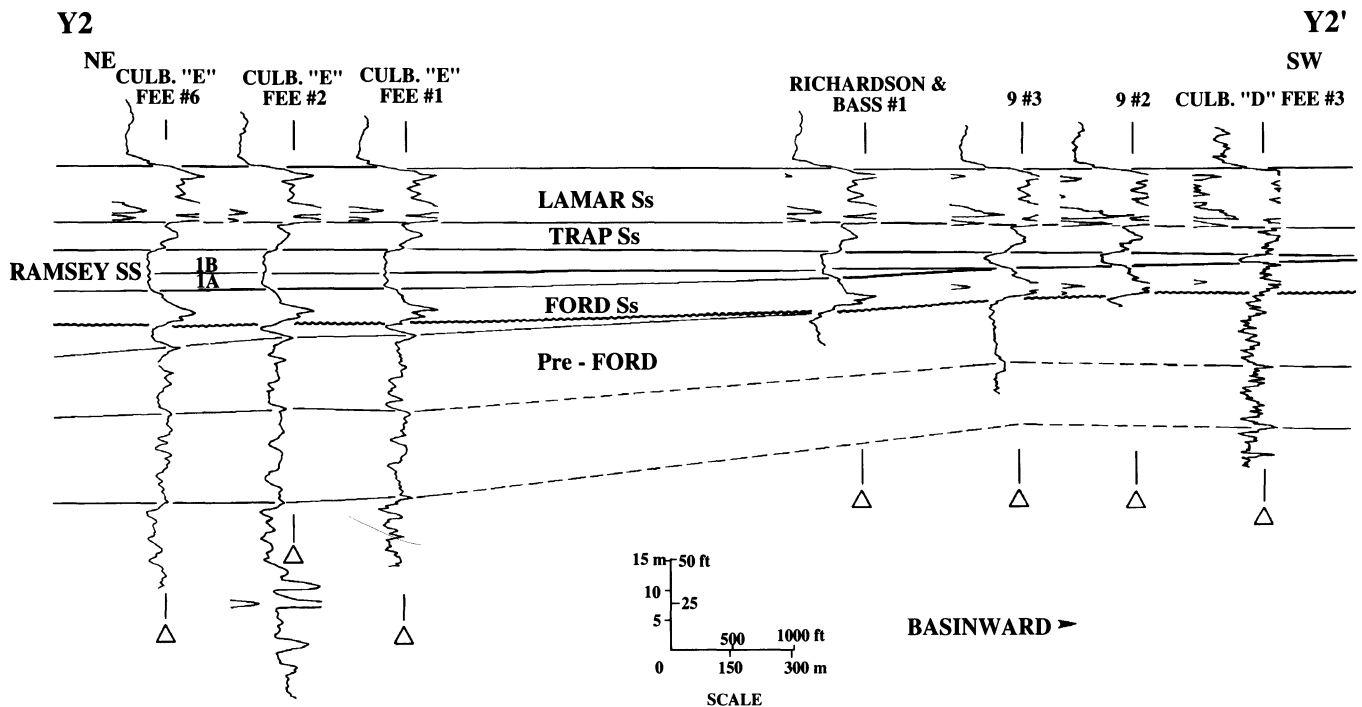 Y2
Y2'
NE
SW
CULB. "E" FEE #6
CULB. "E" FEE #2
CULB. "E" FEE #1
RICHARDSON & BASS #1
9 #3
9 #2
CULB. "D" FEE #3
LAMAR Ss
TRAP Ss
RAMSEY SS
1B
1A
FORD Ss
Pre - FORD
15 m
50 ft
10
25
5
500
1000 ft
0
150
300 m
SCALE
BASINWARD